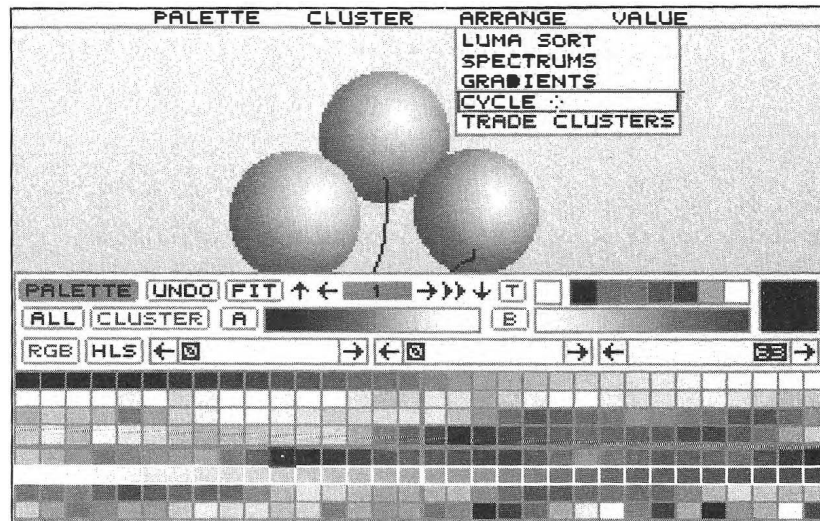 PALETTE CLUSTER ARRANGE VALUE
LUMA SORT
SPECTRUMS
GRADIENTS
CYCLE
TRADE CLUSTERS
PALETTE UNDO FIT ↑ ← 1 → >> ↓ T
ALL CLUSTER A B
RGB HLS ← 0 → ← 0 → ← 33 →